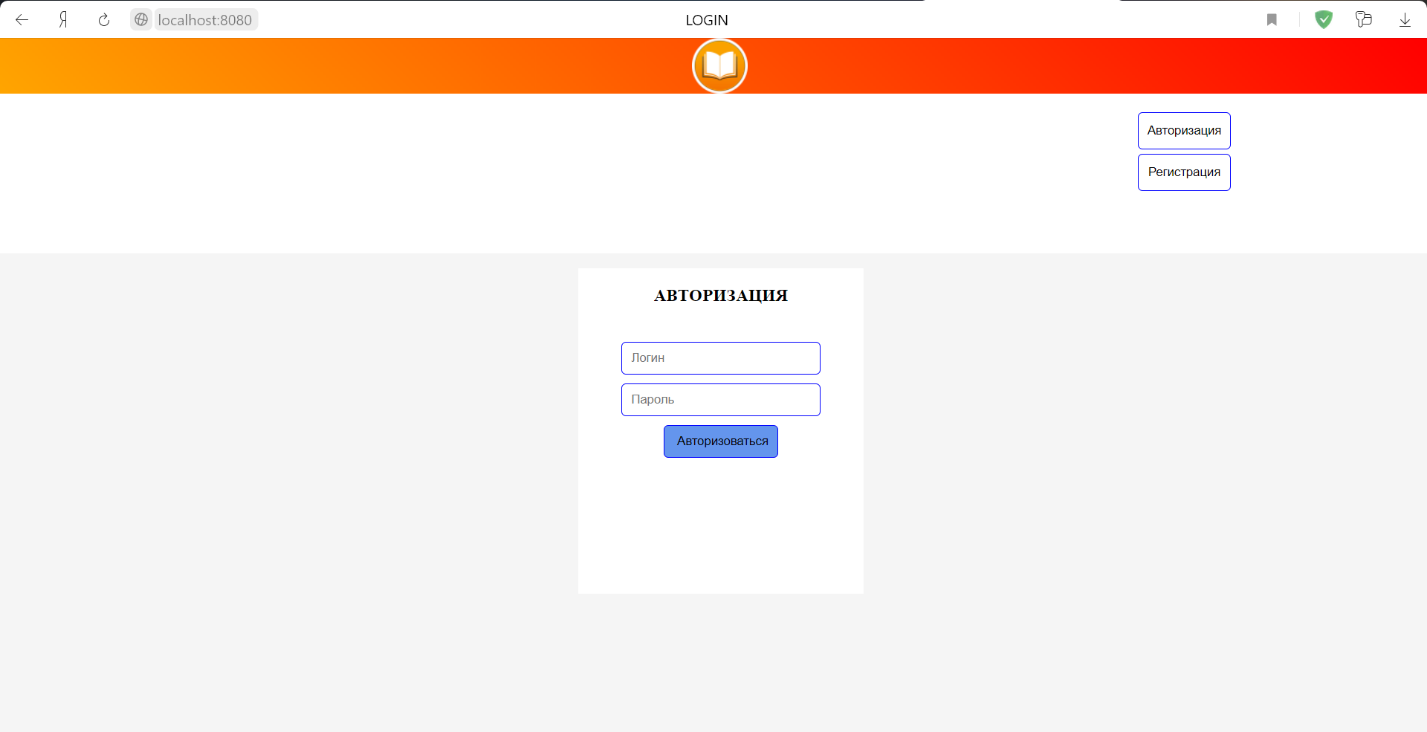 Я
localhost:8080
LOGIN
Авторизация
Регистрация
АВТОРИЗАЦИЯ
Логин
Пароль
Авторизоваться